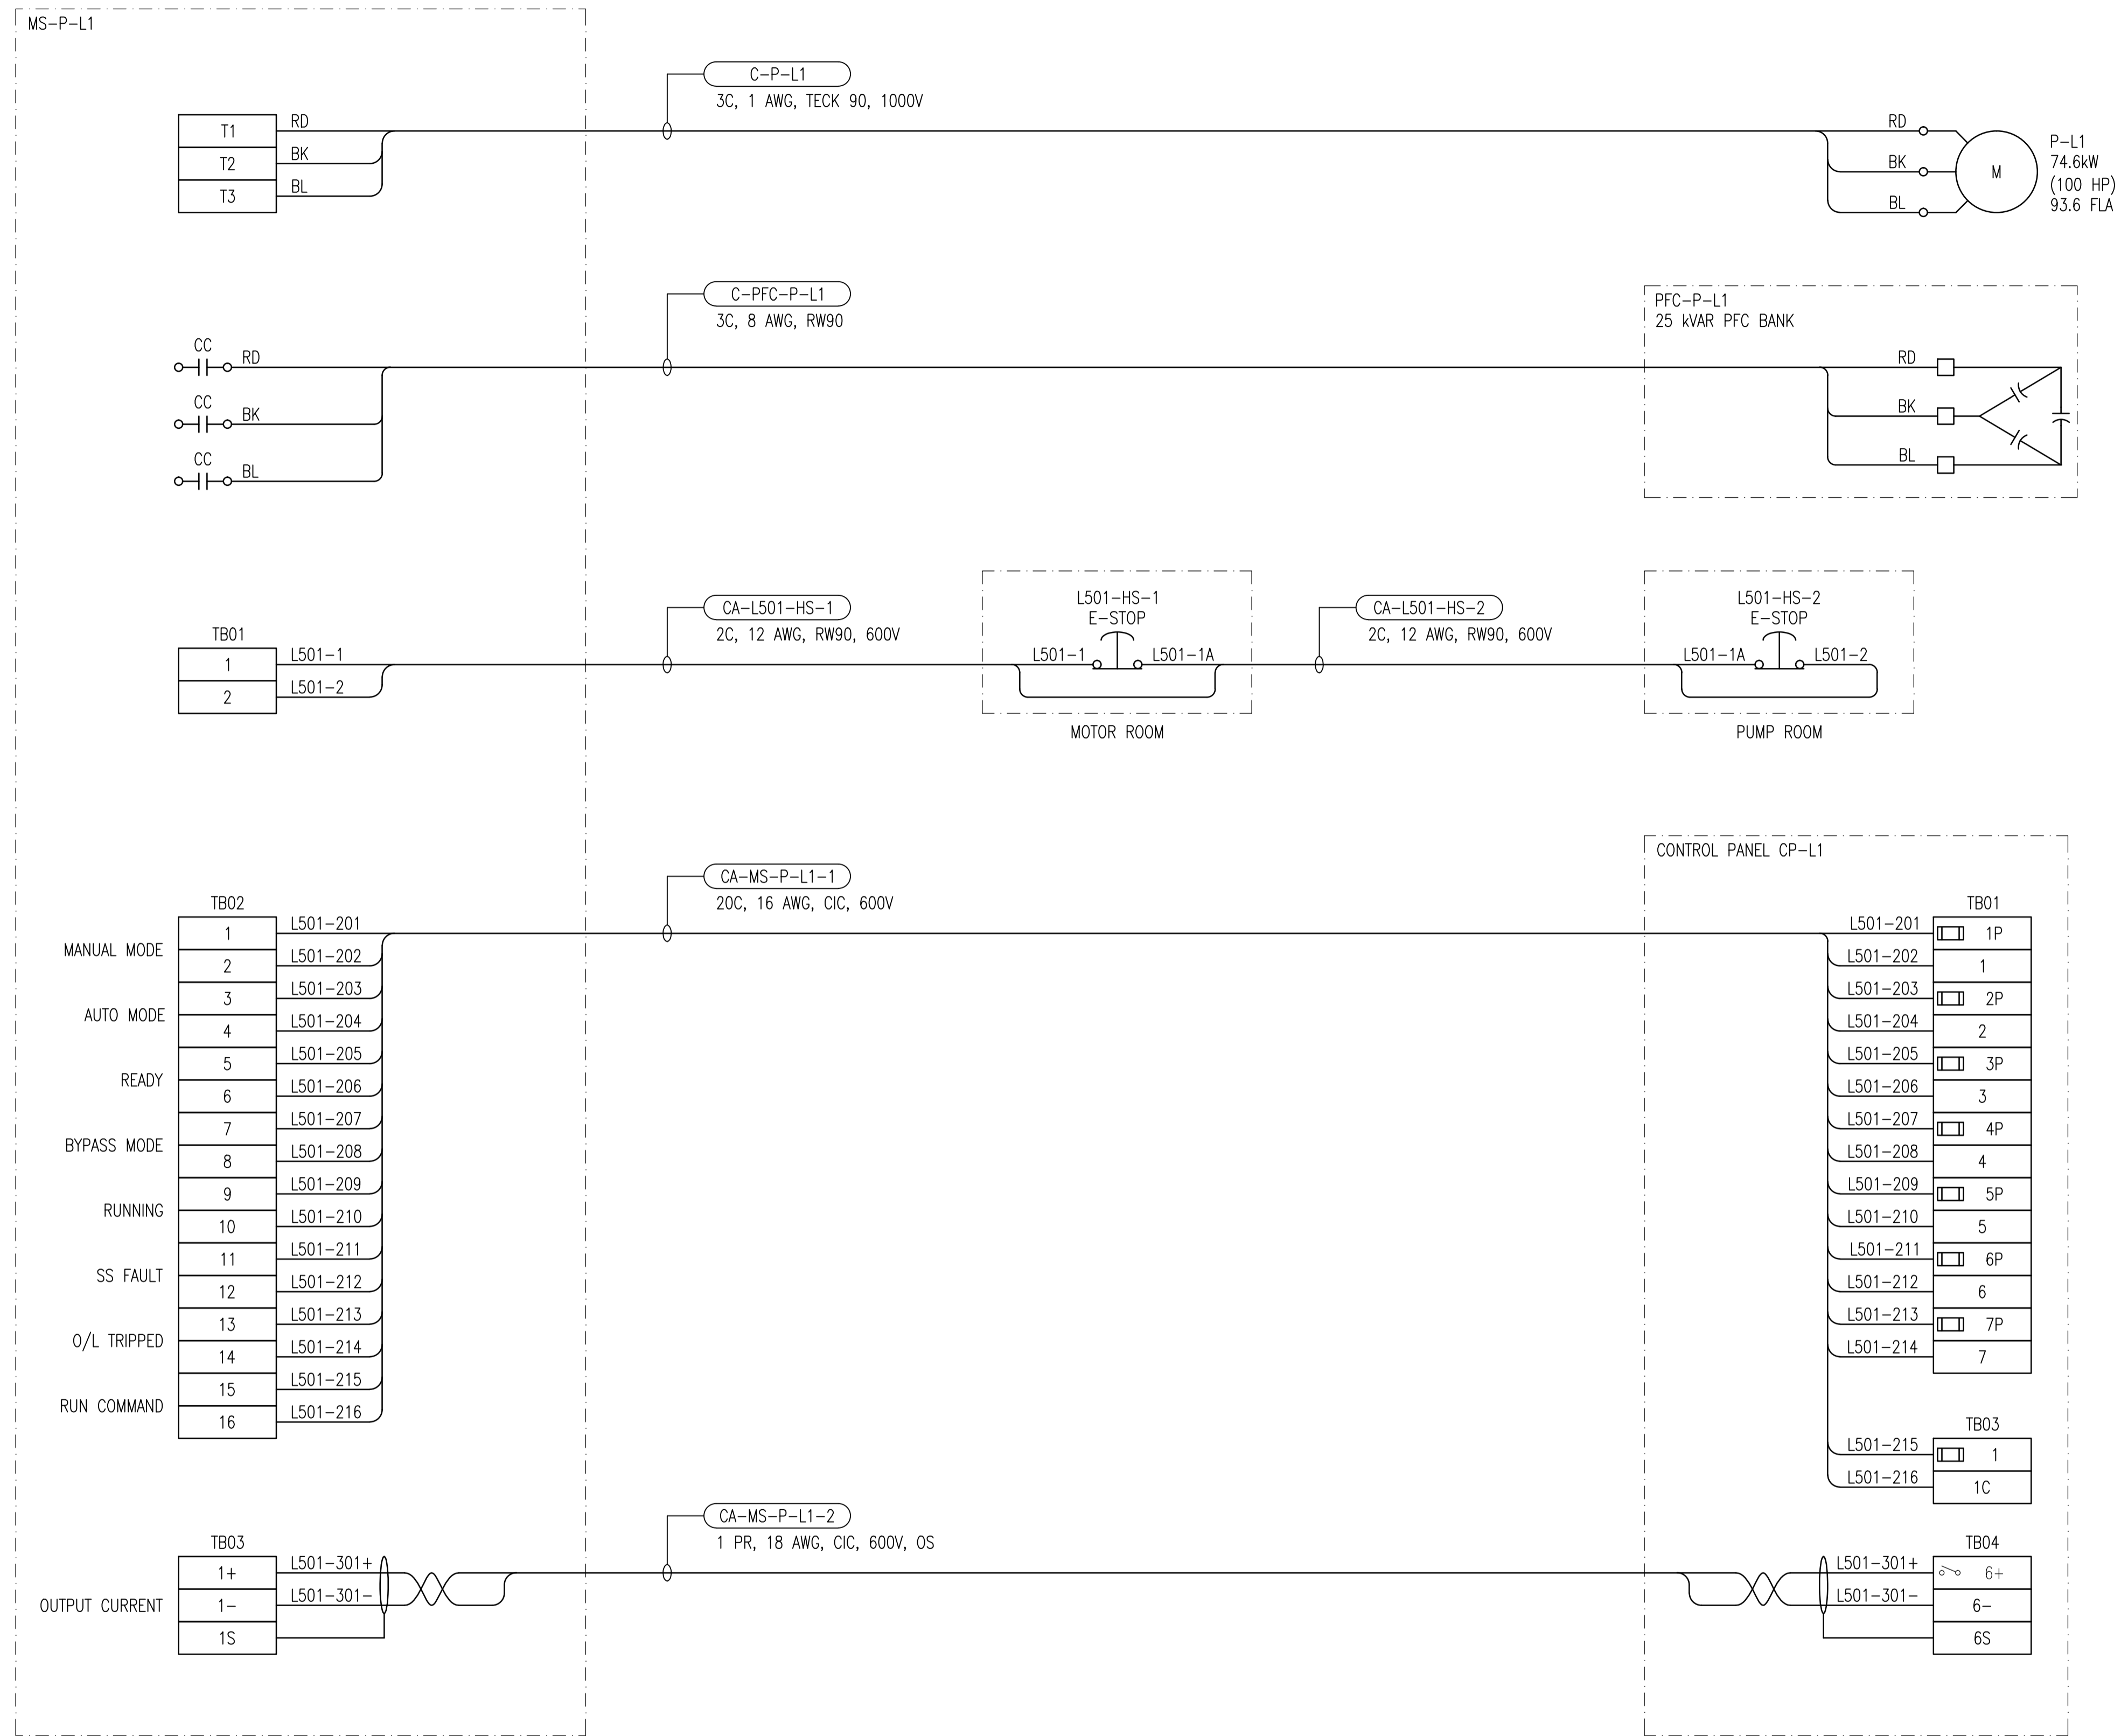 MS-P-L1
C-P-L1
3C, 1 AWG, TECK 90, 1000V
T1
RD
T2
BK
T3
BL
RD
BK
BL
M
P-L1
74.6kW
(100 HP)
93.6 FLA
C-PFC-P-L1
3C, 8 AWG, RW90
CC
RD
CC
BK
CC
BL
PFC-P-L1
25 kVAR PFC BANK
RD
BK
BL
TB01
1
L501-1
2
L501-2
CA-L501-HS-1
2C, 12 AWG, RW90, 600V
L501-HS-1
E-STOP
L501-1
L501-1A
MOTOR ROOM
CA-L501-HS-2
2C, 12 AWG, RW90, 600V
L501-HS-2
E-STOP
L501-1A
L501-2
PUMP ROOM
CA-MS-P-L1-1
20C, 16 AWG, CIC, 600V
TB02
MANUAL MODE
1
L501-201
2
L501-202
AUTO MODE
3
L501-203
4
L501-204
READY
5
L501-205
6
L501-206
BYPASS MODE
7
L501-207
8
L501-208
RUNNING
9
L501-209
10
L501-210
SS FAULT
11
L501-211
12
L501-212
O/L TRIPPED
13
L501-213
14
L501-214
RUN COMMAND
15
L501-215
16
L501-216
CONTROL PANEL CP-L1
TB01
L501-201
1P
L501-202
1
L501-203
2P
L501-204
2
L501-205
3P
L501-206
3
L501-207
4P
L501-208
4
L501-209
5P
L501-210
5
L501-211
6P
L501-212
6
L501-213
7P
L501-214
7
TB03
L501-215
1
L501-216
1C
CA-MS-P-L1-2
1 PR, 18 AWG, CIC, 600V, OS
TB03
OUTPUT CURRENT
1+
L501-301+
1-
L501-301-
1S
TB04
L501-301+
6+
L501-301-
6-
6S